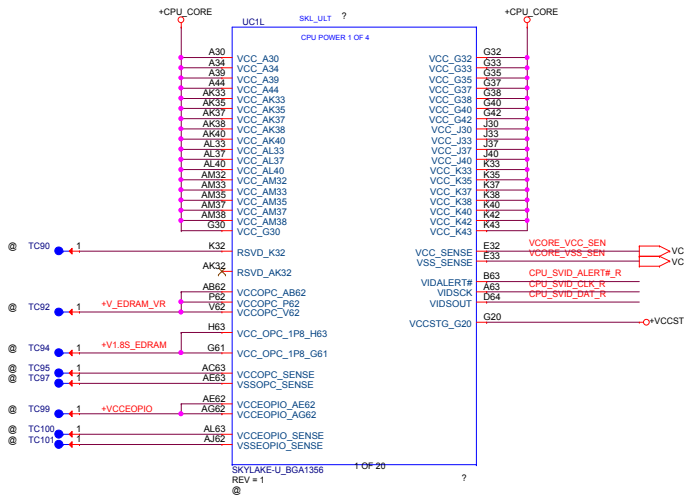 +CPU_CORE
+CPU_CORE
UC1L
SKL_ULT
?
CPU POWER 1 OF 4
A30 VCC_A30
A34 VCC_A34
A39 VCC_A39
A44 VCC_A44
AK33 VCC_AK33
AK35 VCC_AK35
AK37 VCC_AK37
AK38 VCC_AK38
AK40 VCC_AK40
AL33 VCC_AL33
AL37 VCC_AL37
AL40 VCC_AL40
AM32 VCC_AM32
AM33 VCC_AM33
AM35 VCC_AM35
AM37 VCC_AM37
AM38 VCC_AM38
G30 VCC_G30
@ TC90 1 K32 RSVD_K32
AK32 RSVD_AK32
AB62 VCCOPC_AB62
P62 VCCOPC_P62
@ TC92 1 +V_EDRAM_VR V62 VCCOPC_V62
H63 VCC_OPC_1P8_H63
@ TC94 1 +V1.8S_EDRAM G61 VCC_OPC_1P8_G61
@ TC95 1 AC63 VCCOPC_SENSE
@ TC97 1 AE63 VSSOPC_SENSE
AE62 VCCEOPIO_AE62
@ TC99 1 +VCCEOPIO AG62 VCCEOPIO_AG62
@ TC100 1 AL63 VCCEOPIO_SENSE
@ TC101 1 AJ62 VSSEOPIO_SENSE
VCC_G32 G32
VCC_G33 G33
VCC_G35 G35
VCC_G37 G37
VCC_G38 G38
VCC_G40 G40
VCC_G42 G42
VCC_J30 J30
VCC_J33 J33
VCC_J37 J37
VCC_J40 J40
VCC_K33 K33
VCC_K35 K35
VCC_K37 K37
VCC_K38 K38
VCC_K40 K40
VCC_K42 K42
VCC_K43 K43
VCC_SENSE E32 VCORE_VCC_SEN VC
VSS_SENSE E33 VCORE_VSS_SEN VC
VIDALERT# B63 CPU_SVID_ALERT#_R
VIDSCK A63 CPU_SVID_CLK_R
VIDSOUT D64 CPU_SVID_DAT_R
VCCSTG_G20 G20 +VCCST
1 OF 20
SKYLAKE-U_BGA1356
REV = 1 ?
@